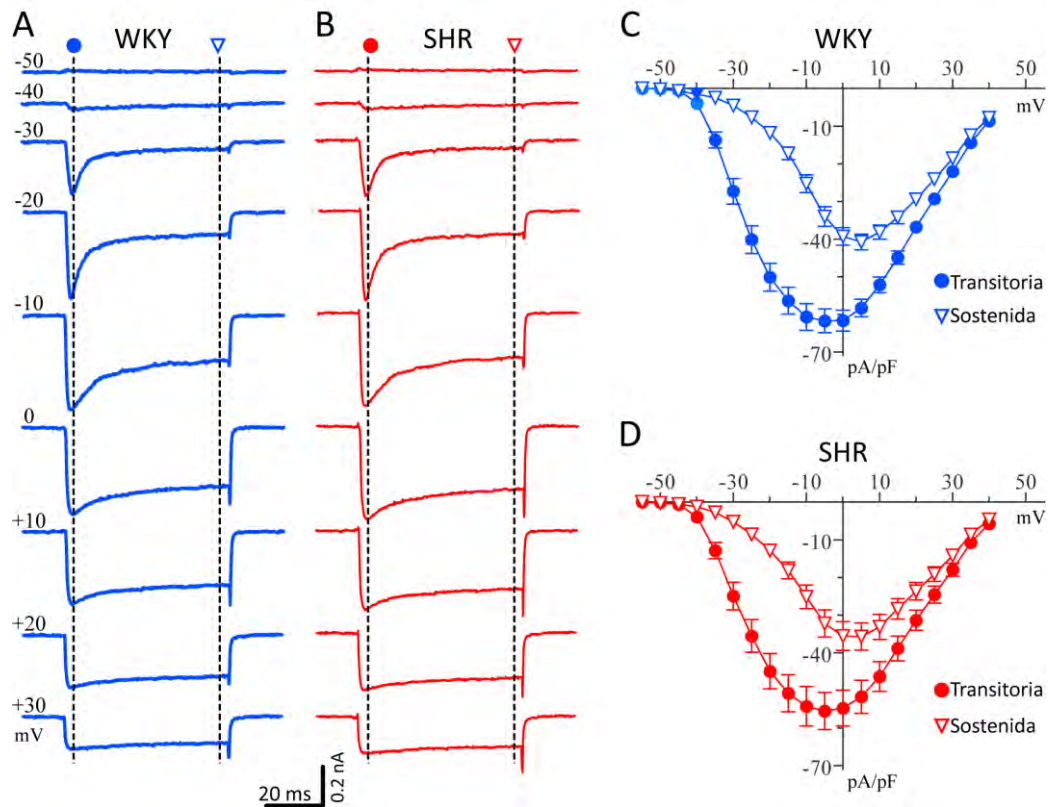 A
WKY
-50
-40
-30
-20
-10
0
+10
+20
+30
mV
B
SHR
20 ms
0.2 nA
C
WKY
-50 -30 -10 10 30 50
mV
-10
-40
-70
pA/pF
Transitoria
Sostenida
D
SHR
-50 -30 -10 10 30 50
mV
-10
-40
-70
pA/pF
Transitoria
Sostenida